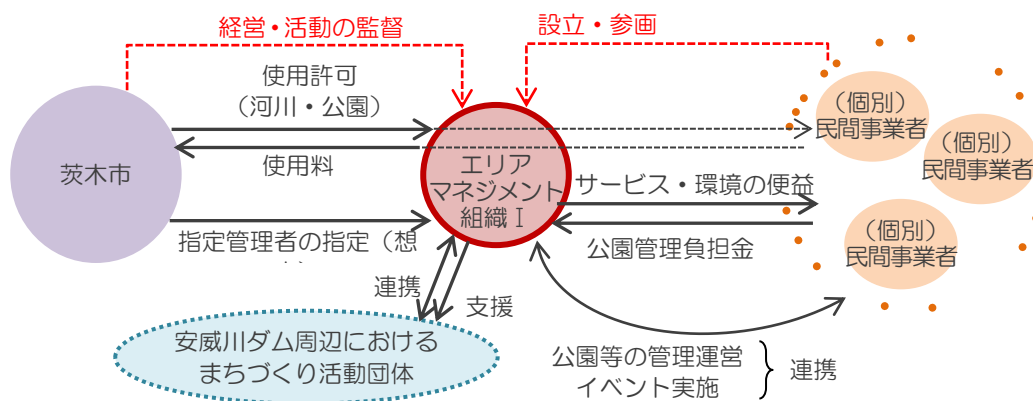 経営・活動の監督
設立・参画
使用許可
（河川・公園）
使用料
茨木市
エリア
マネジメント
組織Ⅰ
（個別）
民間事業者
（個別）
民間事業者
（個別）
民間事業者
サービス・環境の便益
公園管理負担金
指定管理者の指定（想
連携
支援
安威川ダム周辺における
まちづくり活動団体
公園等の管理運営
イベント実施
連携